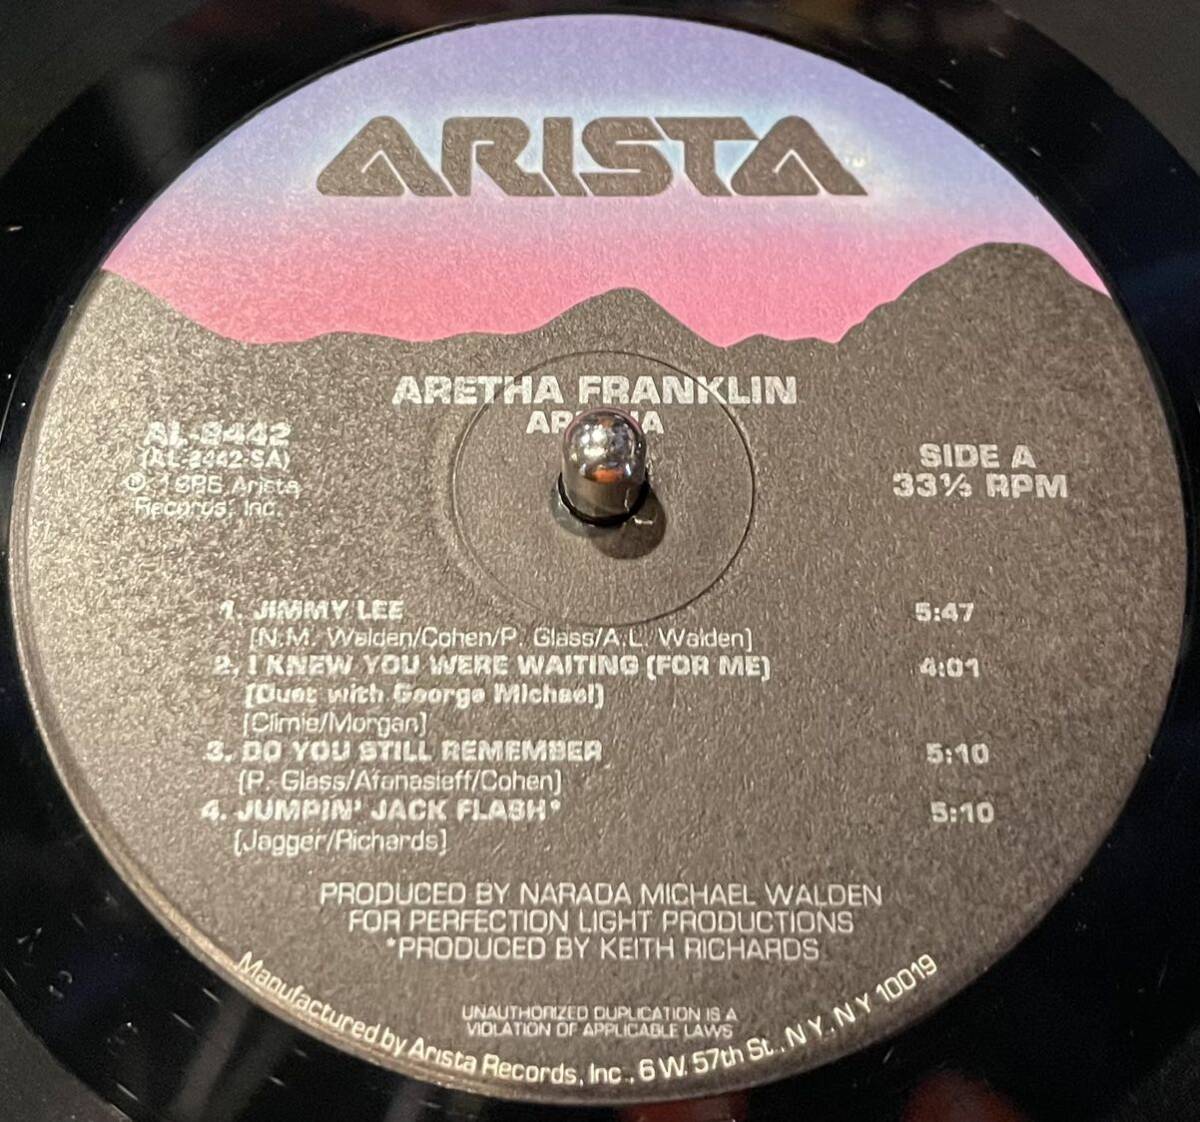 ARISTA
ARETHA FRANKLIN
AL-8442
(AL-8442-SA)
℗ 1986 Arista
Records, Inc.
SIDE A
33⅓ RPM
1. JIMMY LEE 5:47
[N.M. Walden/Cohen/P. Glass/A.L. Walden]
2. I KNEW YOU WERE WAITING (FOR ME) 4:01
[Duet with George Michael]
[Climie/Morgan]
3. DO YOU STILL REMEMBER 5:10
[P. Glass/Afanasieff/Cohen]
4. JUMPIN' JACK FLASH* 5:10
[Jagger/Richards]
PRODUCED BY NARADA MICHAEL WALDEN
FOR PERFECTION LIGHT PRODUCTIONS
*PRODUCED BY KEITH RICHARDS
UNAUTHORIZED DUPLICATION IS A
VIOLATION OF APPLICABLE LAWS
Manufactured by Arista Records, Inc., 6 W. 57th St., N.Y., N.Y. 10019